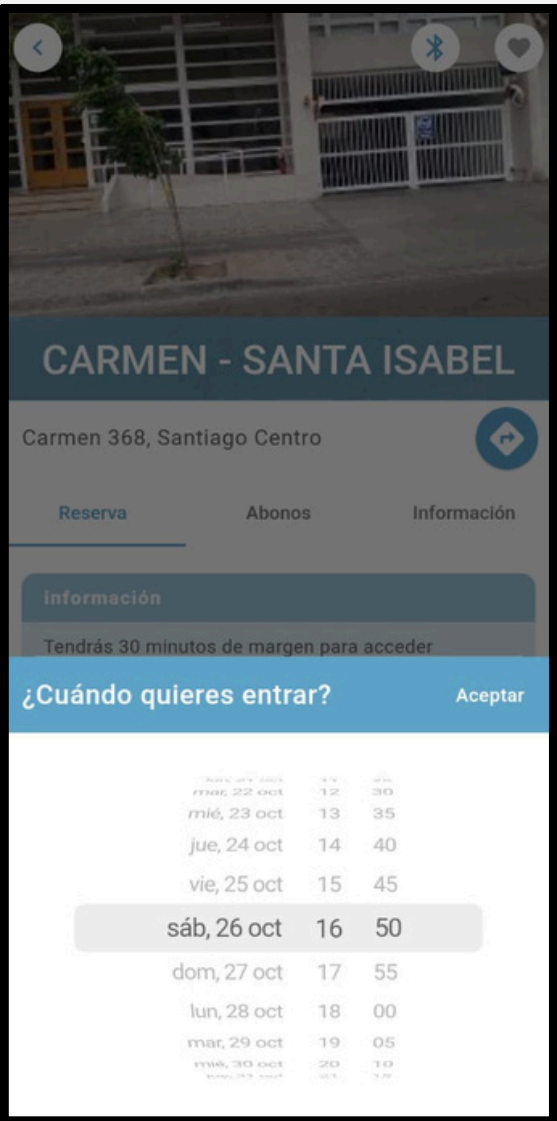 CARMEN - SANTA ISABEL
Carmen 368, Santiago Centro
Reserva Abonos Información
información
Tendrás 30 minutos de margen para acceder
¿Cuándo quieres entrar? Aceptar
mar, 22 oct 12 30
mié, 23 oct 13 35
jue, 24 oct 14 40
vie, 25 oct 15 45
sáb, 26 oct 16 50
dom, 27 oct 17 55
lun, 28 oct 18 00
mar, 29 oct 19 05
mié, 30 oct 20 10